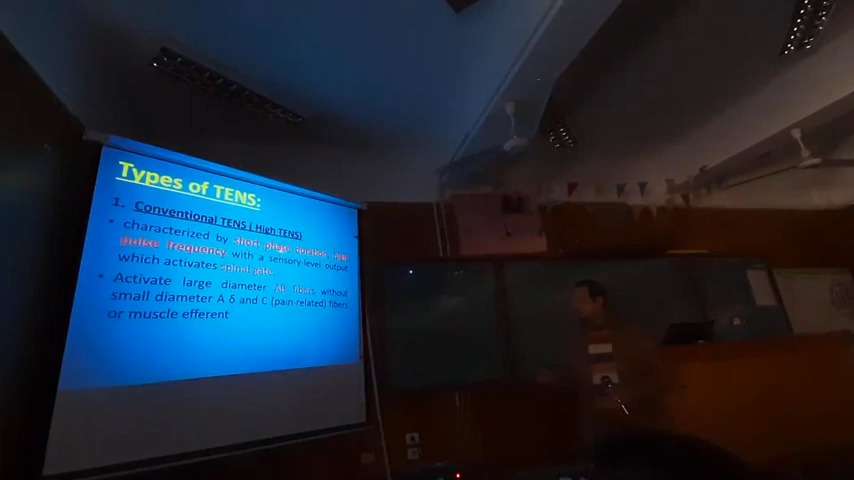 Types of TENS:
1. Conventional TENS ( High TENS)
• characterized by short phase duration, high
pulse frequency with a sensory-level output
which activates spinal gate.
• Activate large diameter Aβ fibers without
small diameter A δ and C (pain-related) fibers
or muscle efferent